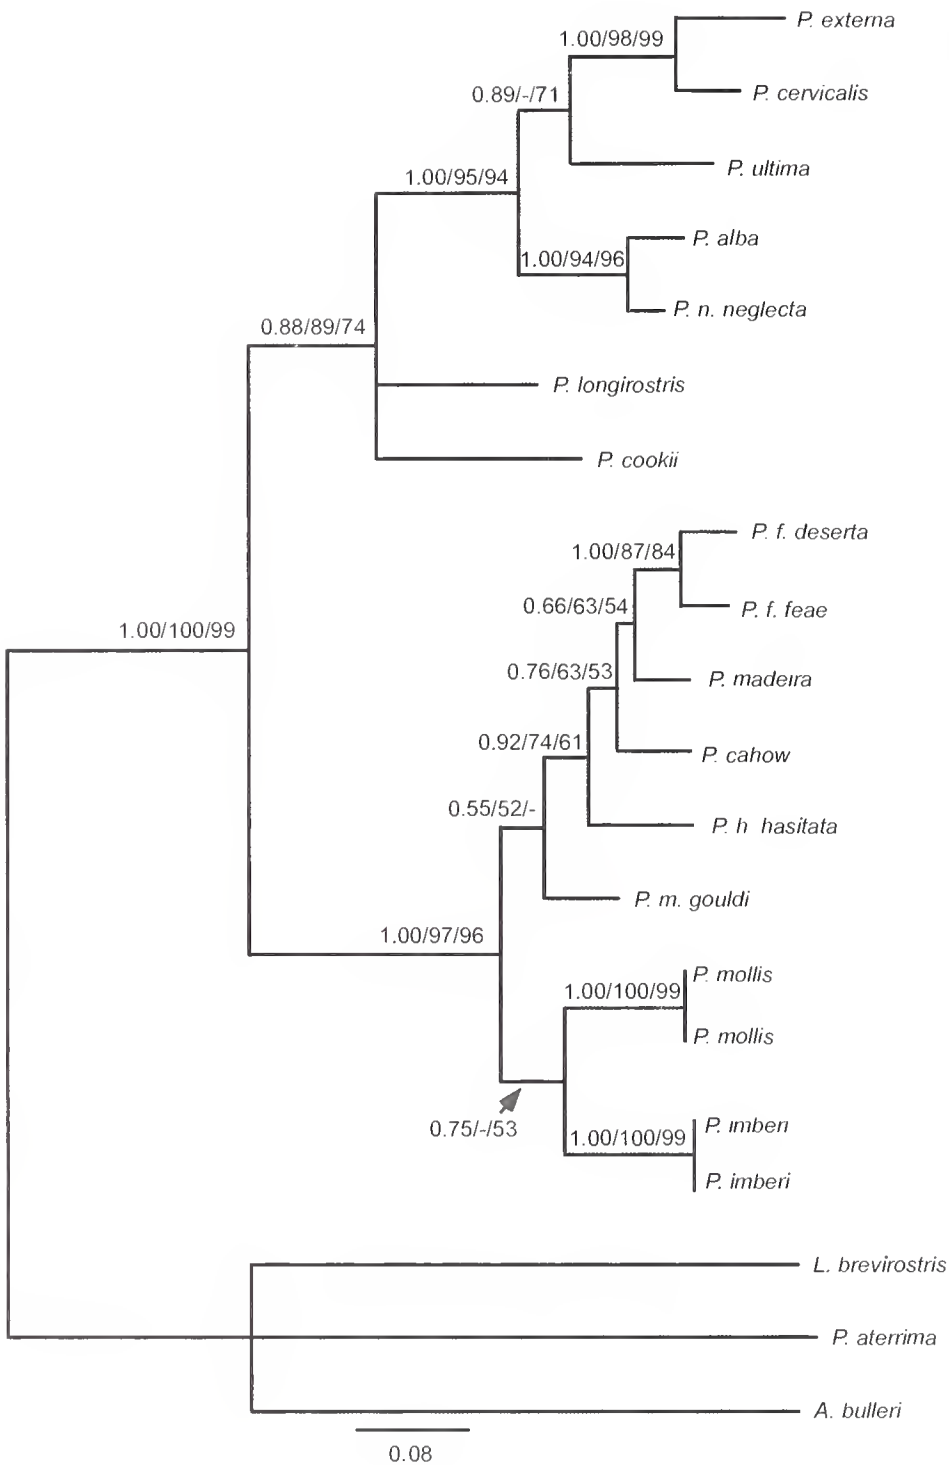 P. externa
1.00/98/99
P. cervicalis
0.89/-/71
P. ultima
1.00/95/94
P. alba
1.00/94/96
P. n. neglecta
0.88/89/74
P. longirostris
P. cookii
P. f. deserta
1.00/87/84
P. f. feae
0.66/63/54
1.00/100/99
0.76/63/53
P. madeira
0.92/74/61
P. cahow
0.55/52/-
P. h hasitata
P. m. gouldi
1.00/97/96
P. mollis
1.00/100/99
P. mollis
0.75/-/53
P. imberi
1.00/100/99
P. imberi
L. brevirostris
P. aterrima
A. bulleri
0.08